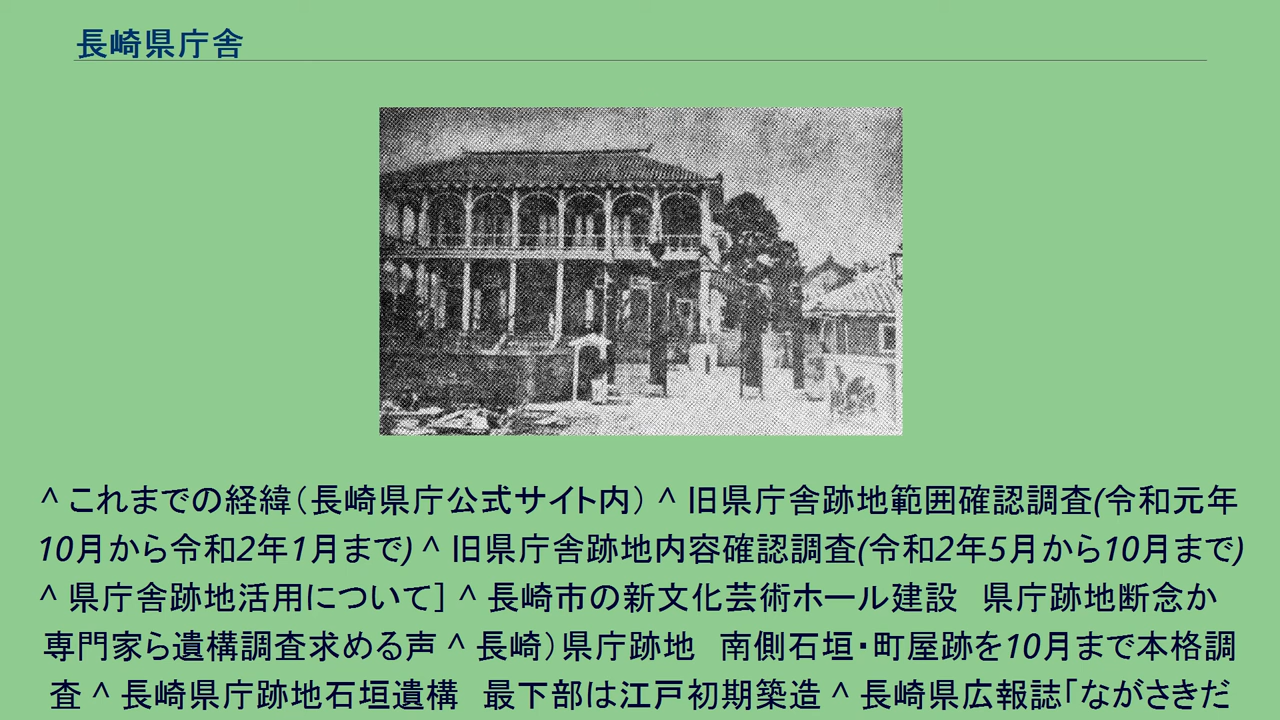 長崎県庁舎
^ これまでの経緯（長崎県庁公式サイト内） ^ 旧県庁舎跡地範囲確認調査(令和元年
10月から令和2年1月まで) ^ 旧県庁舎跡地内容確認調査(令和2年5月から10月まで)
^ 県庁舎跡地活用について］ ^ 長崎市の新文化芸術ホール建設　県庁跡地断念か
専門家ら遺構調査求める声 ^ 長崎）県庁跡地　南側石垣・町屋跡を10月まで本格調
査 ^ 長崎県庁跡地石垣遺構　最下部は江戸初期築造 ^ 長崎県広報誌「ながさきだ